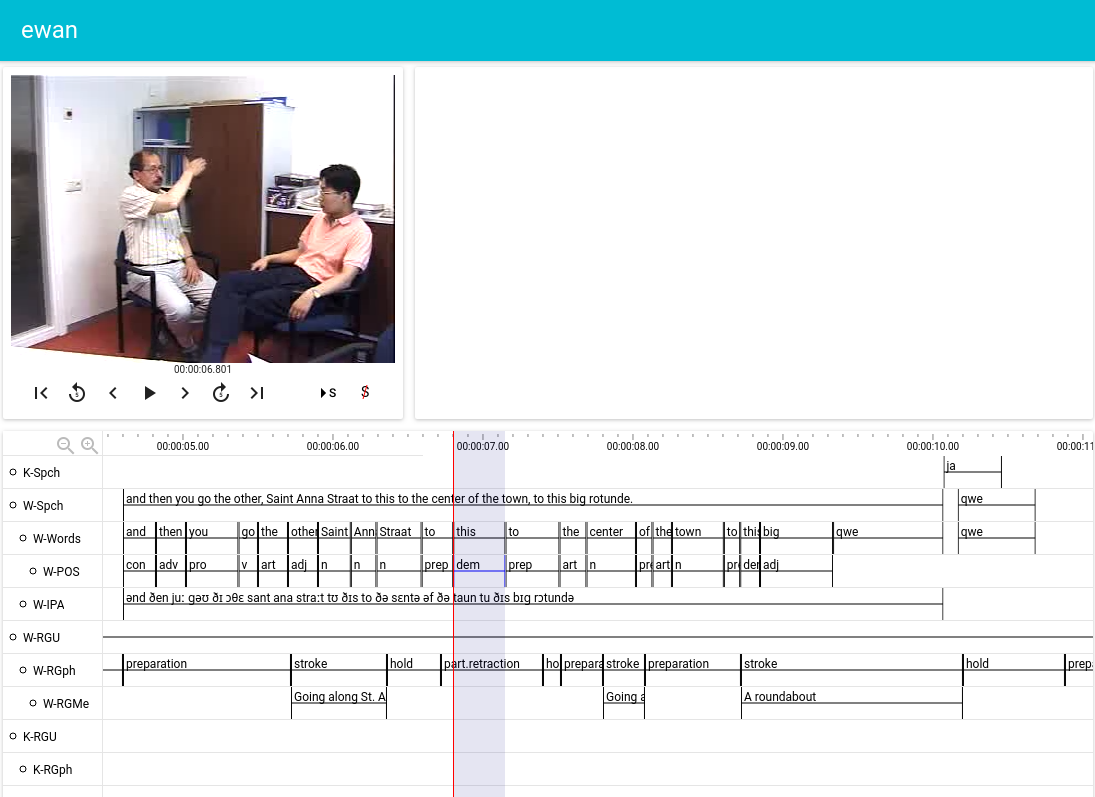 ewan
00:00:06.801
5 5 S $
00:00:05.00 00:00:06.00 00:00:07.00 00:00:08.00 00:00:09.00 00:00:10.00 00:00:11
K-Spch ja
W-Spch and then you go the other, Saint Anna Straat to this to the center of the town, to this big rotunde. qwe
W-Words and then you go the other Saint Ann Straat to this to the center of the town to this big qwe qwe
W-POS con adv pro v art adj n n n prep dem prep art n pr art n pr de adj
W-IPA ənd ðen juː gəʊ ðɪ ɔθɛ sant ana straːt tʊ ðɪs to ðə sɛntə əf ðə taun tu ðɪs bɪg rɔtundə
W-RGU
W-RGph preparation stroke hold part.retraction ho prepara stroke preparation stroke hold prep
W-RGMe Going along St. A Going a A roundabout
K-RGU
K-RGph